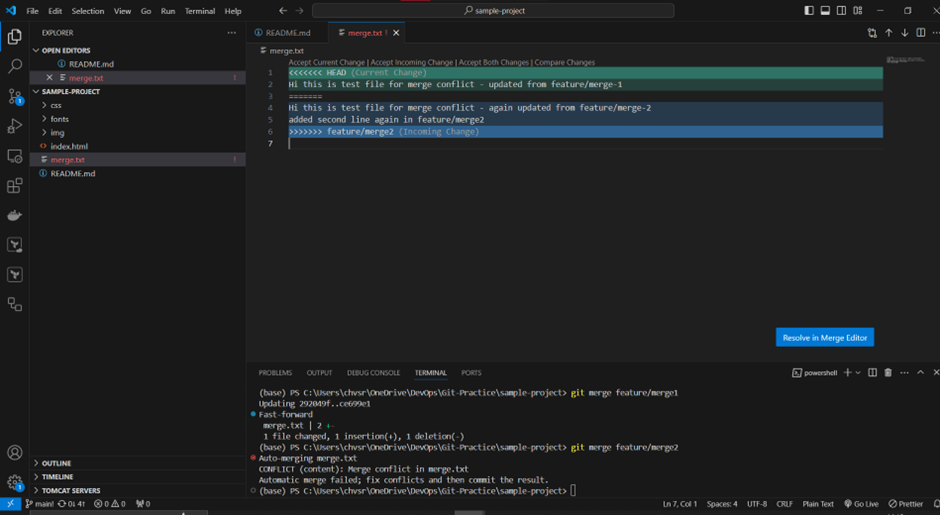 File Edit Selection View Go Run Terminal Help
sample-project
EXPLORER
OPEN EDITORS
README.md
merge.txt !
SAMPLE-PROJECT
css
fonts
img
index.html
merge.txt !
README.md
OUTLINE
TIMELINE
TOMCAT SERVERS
README.md merge.txt !
merge.txt
Accept Current Change | Accept Incoming Change | Accept Both Changes | Compare Changes
1 <<<<<<< HEAD (Current Change)
2 Hi this is test file for merge conflict - updated from feature/merge-1
3 =======
4 Hi this is test file for merge conflict - again updated from feature/merge-2
5 added second line again in feature/merge2
6 >>>>>>> feature/merge2 (Incoming Change)
7
Resolve in Merge Editor
PROBLEMS OUTPUT DEBUG CONSOLE TERMINAL PORTS
powershell
(base) PS C:\Users\chvsr\OneDrive\DevOps\Git-Practice\sample-project> git merge feature/merge1
Updating 292049f..ce699e1
Fast-forward
merge.txt | 2 +-
1 file changed, 1 insertion(+), 1 deletion(-)
(base) PS C:\Users\chvsr\OneDrive\DevOps\Git-Practice\sample-project> git merge feature/merge2
Auto-merging merge.txt
CONFLICT (content): Merge conflict in merge.txt
Automatic merge failed; fix conflicts and then commit the result.
(base) PS C:\Users\chvsr\OneDrive\DevOps\Git-Practice\sample-project>
1
1
main! 0↓ 4↑ 0 0 0 Ln 7, Col 1 Spaces: 4 UTF-8 CRLF Plain Text Go Live Prettier